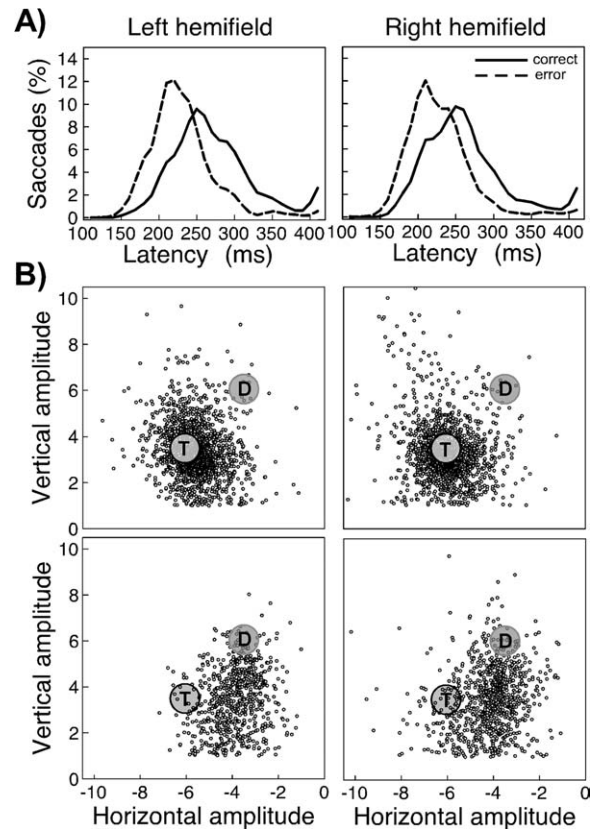 A)
Left hemifield Right hemifield
Saccades (%)
14
12
10
8
6
4
2
0
correct
error
100 150 200 250 300 350 400 100 150 200 250 300 350 400
Latency (ms) Latency (ms)
B)
Vertical amplitude
10
8
6
4
2
0
D
T
D
T
Vertical amplitude
10
8
6
4
2
0
D
T
D
T
-10 -8 -6 -4 -2 0 -10 -8 -6 -4 -2 0
Horizontal amplitude Horizontal amplitude